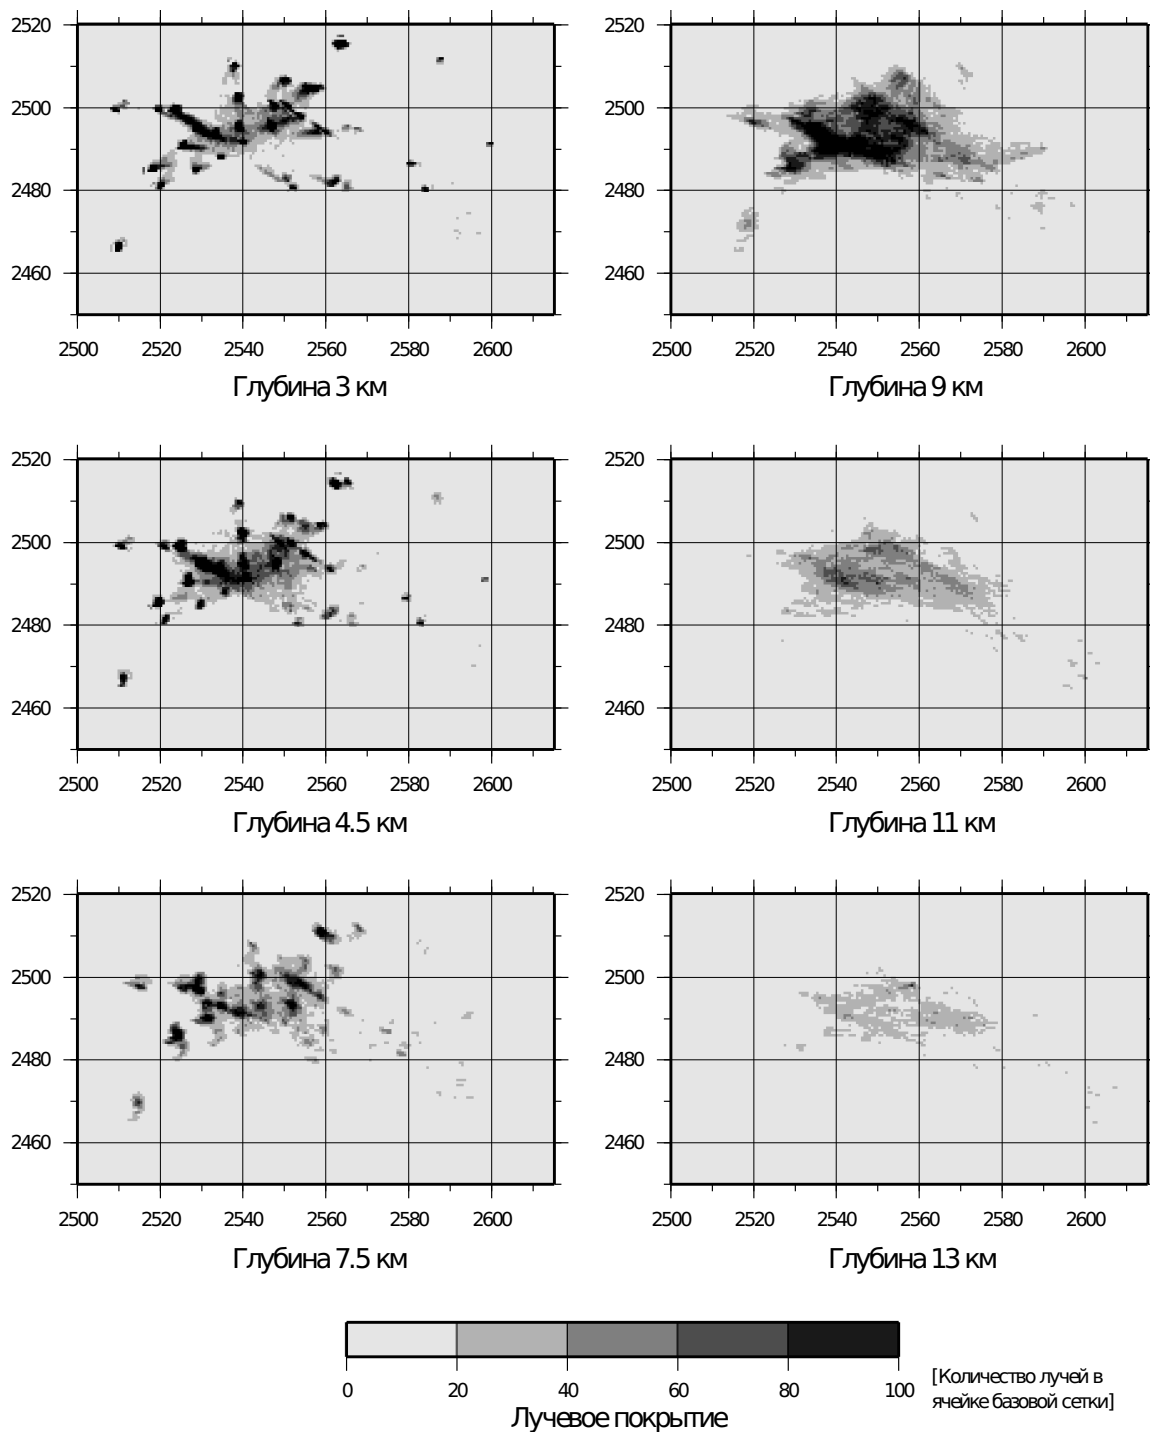 2520
2500
2480
2460
2500 2520 2540 2560 2580 2600
Глубина 3 км
2520
2500
2480
2460
2500 2520 2540 2560 2580 2600
Глубина 9 км
2520
2500
2480
2460
2500 2520 2540 2560 2580 2600
Глубина 4.5 км
2520
2500
2480
2460
2500 2520 2540 2560 2580 2600
Глубина 11 км
2520
2500
2480
2460
2500 2520 2540 2560 2580 2600
Глубина 7.5 км
2520
2500
2480
2460
2500 2520 2540 2560 2580 2600
Глубина 13 км
0 20 40 60 80 100
[Количество лучей в
ячейке базовой сетки]
Лучевое покрытие